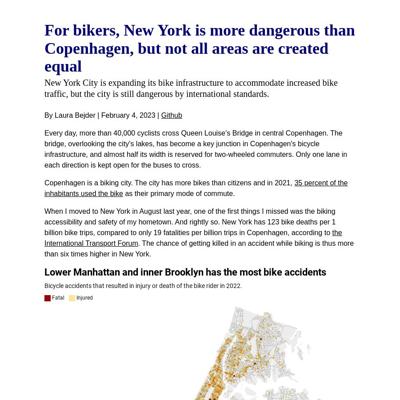 For bikers, New York is more dangerous than
Copenhagen, but not all areas are created
equal
New York City is expanding its bike infrastructure to accommodate increased bike
traffic, but the city is still dangerous by international standards.
By Laura Bejder | February 4, 2023 | Github
Every day, more than 40,000 cyclists cross Queen Louise's Bridge in central Copenhagen. The
bridge, overlooking the city's lakes, has become a key junction in Copenhagen's bicycle
infrastructure, and almost half its width is reserved for two-wheeled commuters. Only one lane in
each direction is kept open for the buses to cross.
Copenhagen is a biking city. The city has more bikes than citizens and in 2021, 35 percent of the
inhabitants used the bike as their primary mode of commute.
When I moved to New York in August last year, one of the first things I missed was the biking
accessibility and safety of my hometown. And rightly so. New York has 123 bike deaths per 1
billion bike trips, compared to only 19 fatalities per billion trips in Copenhagen, according to the
International Transport Forum. The chance of getting killed in an accident while biking is thus more
than six times higher in New York.
Lower Manhattan and inner Brooklyn has the most bike accidents
Bicycle accidents that resulted in injury or death of the bike rider in 2022.
Fatal Injured